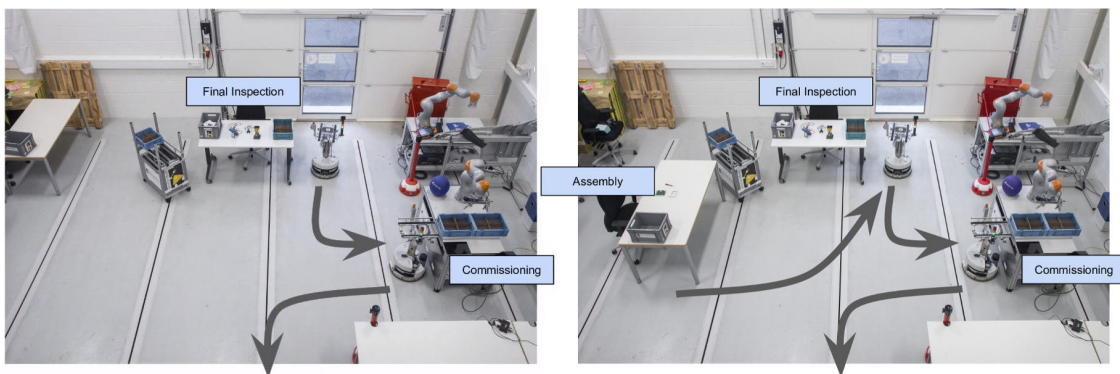 Final Inspection
Commissioning
Final Inspection
Assembly
Commissioning